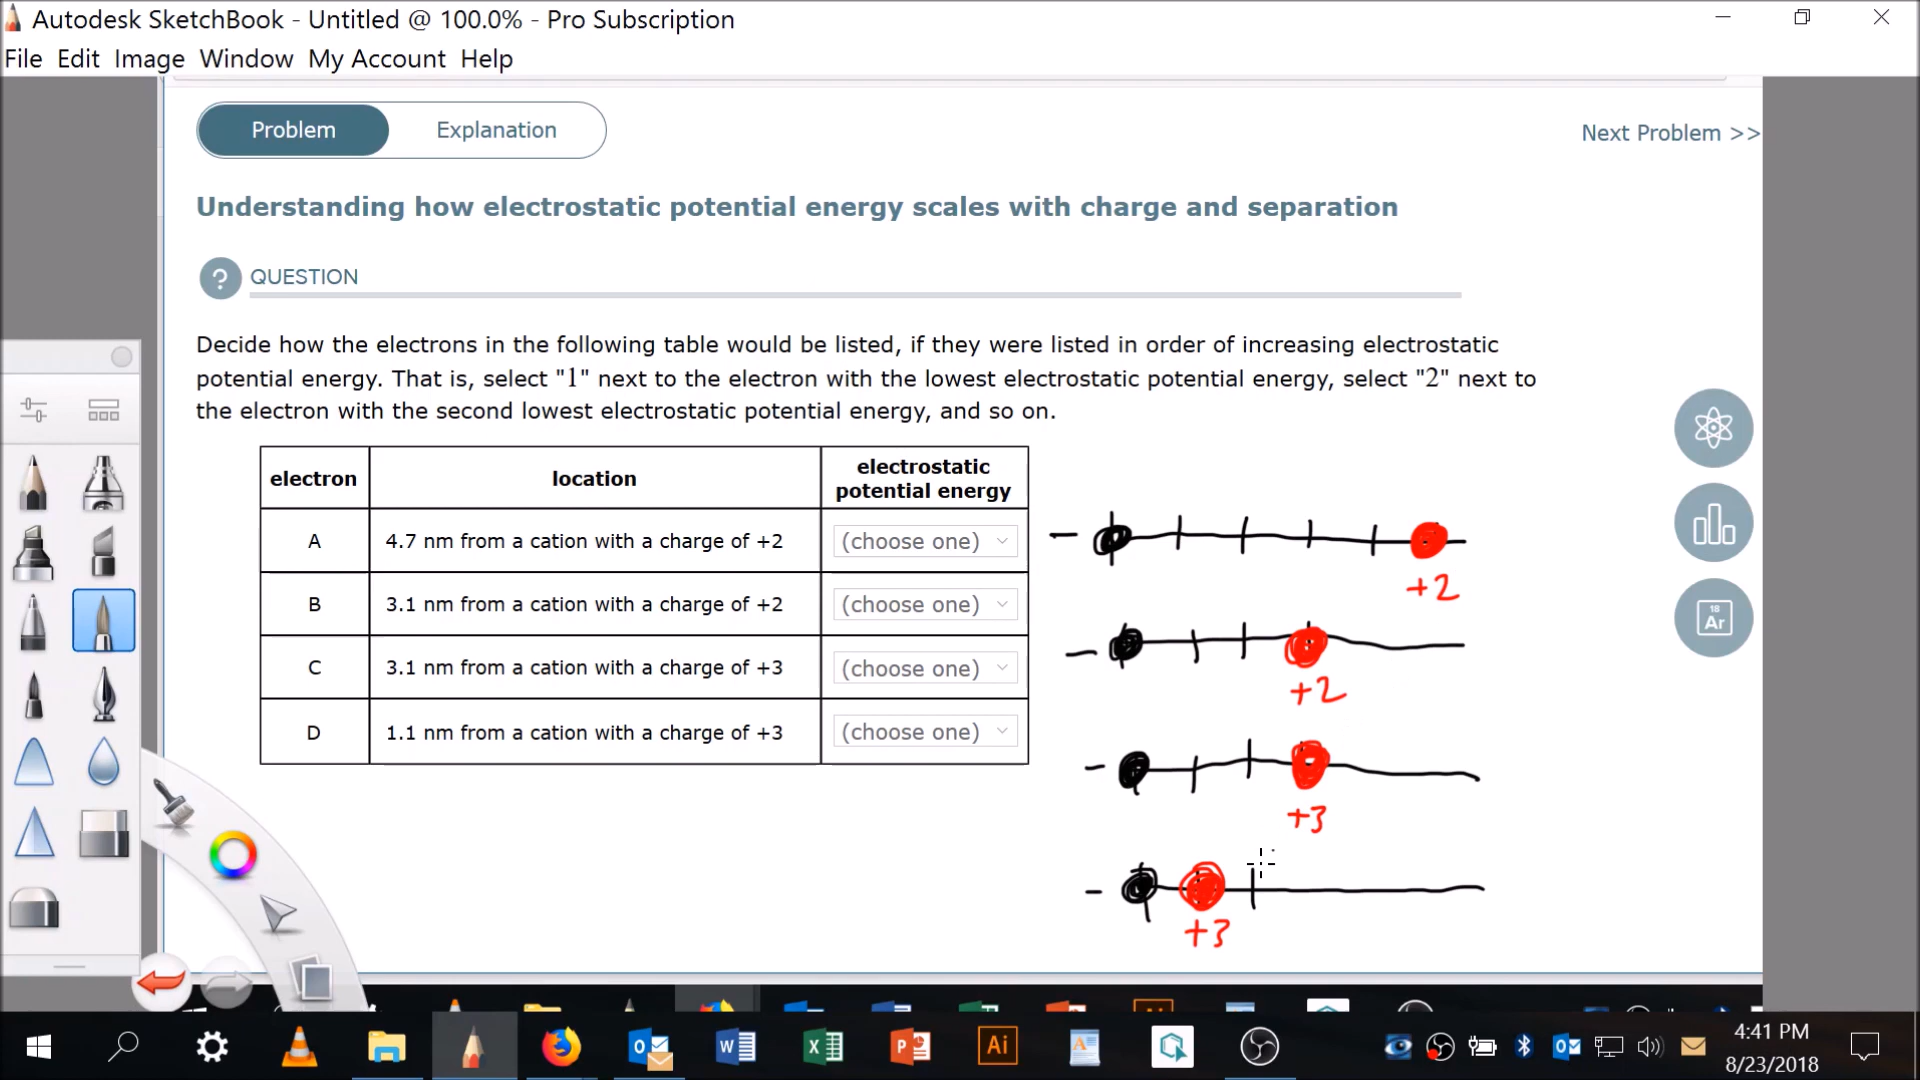 Autodesk SketchBook - Untitled @ 100.0% - Pro Subscription
File Edit Image Window My Account Help
Problem Explanation
Next Problem >>
Understanding how electrostatic potential energy scales with charge and separation
? QUESTION
Decide how the electrons in the following table would be listed, if they were listed in order of increasing electrostatic
potential energy. That is, select "1" next to the electron with the lowest electrostatic potential energy, select "2" next to
the electron with the second lowest electrostatic potential energy, and so on.
electron location electrostatic potential energy
A 4.7 nm from a cation with a charge of +2 (choose one)
B 3.1 nm from a cation with a charge of +2 (choose one)
C 3.1 nm from a cation with a charge of +3 (choose one)
D 1.1 nm from a cation with a charge of +3 (choose one)
+2
+2
+3
+3
18
Ar
Ai
4:41 PM
8/23/2018